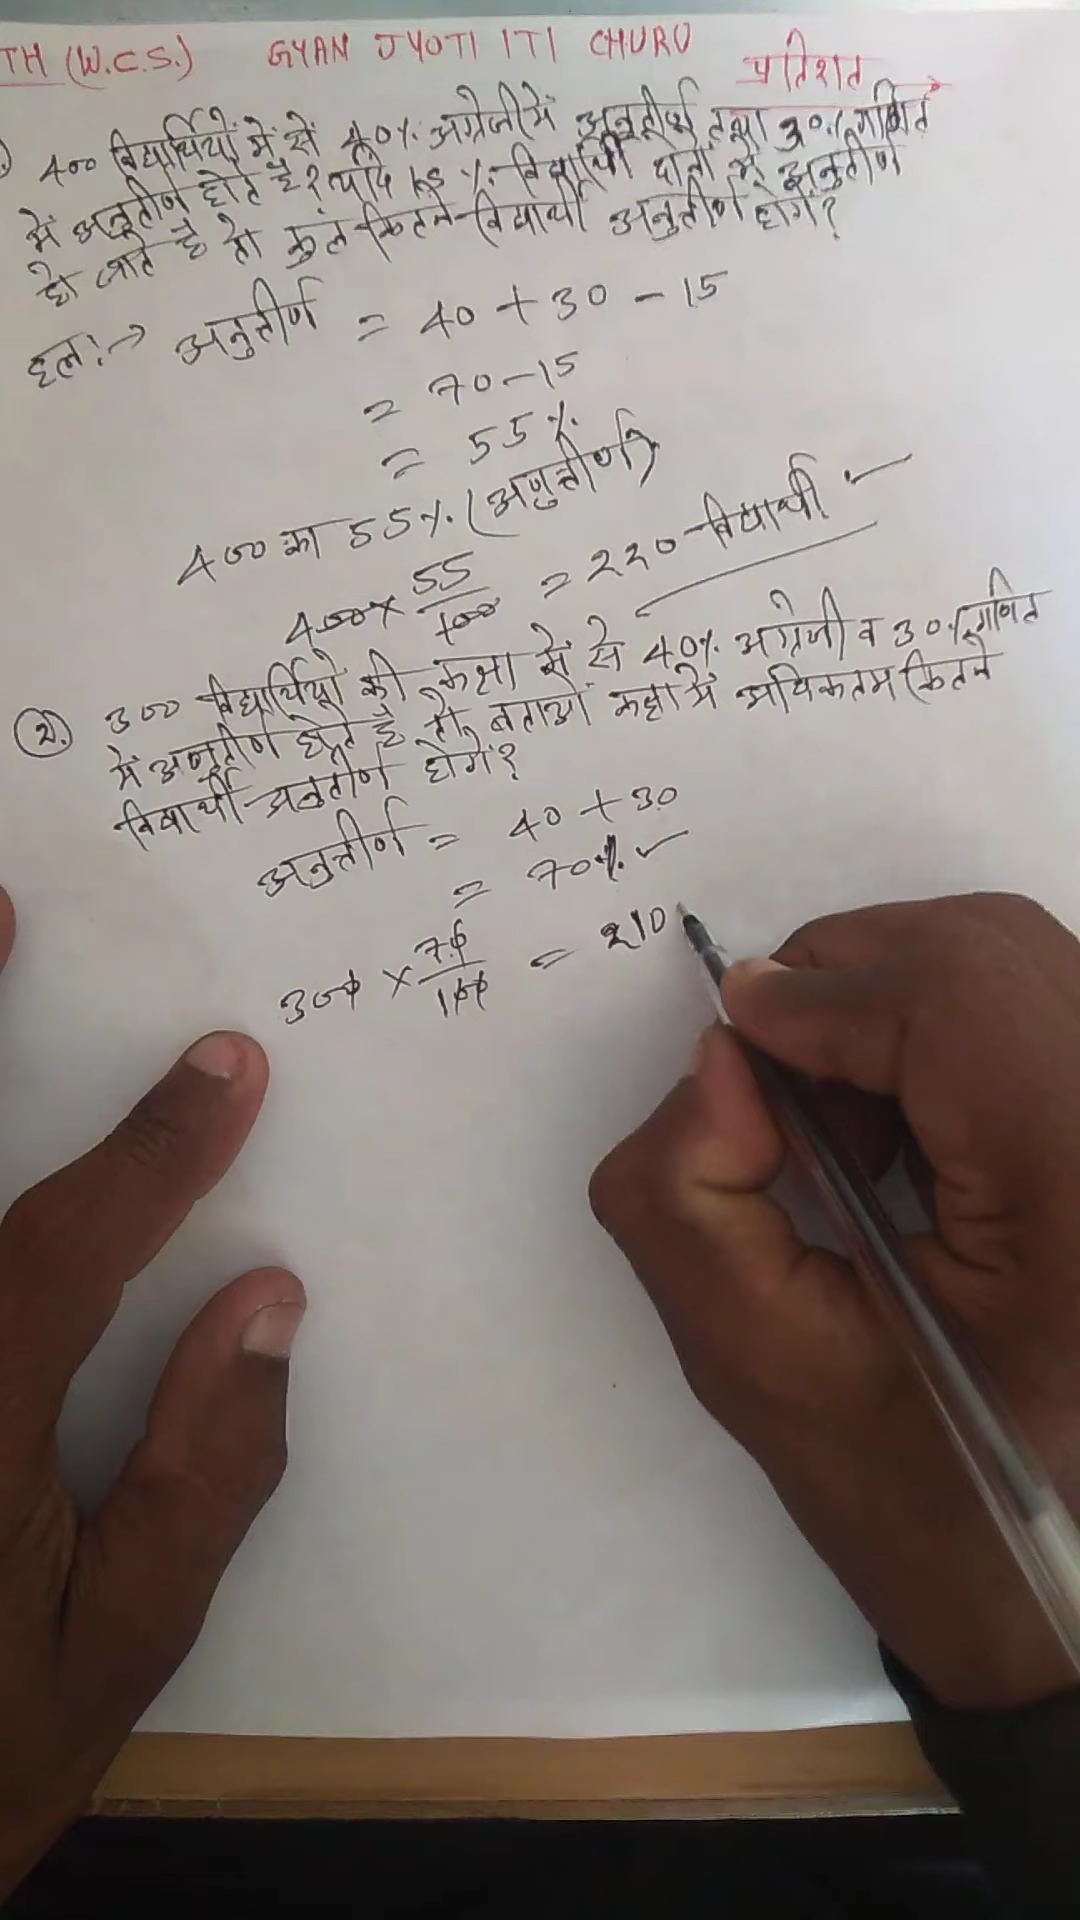 TH (W.C.S.) GYAN JYOTI ITI CHURU प्रतिशत
400 विद्यार्थियों में से 40% अंग्रेजी में अनुतीर्ण तथा 30% गणित
में अनुतीर्ण होते है? यदि 15 % विद्यार्थी दोनों में अनुतीर्ण
हो जाते है तो कुल कितने विद्यार्थी अनुतीर्ण होगें?
हल:→ अनुतीर्ण = 40 + 30 - 15
= 70 - 15
= 55%
400 का 55% (अणुत्तीर्ण)
400 × 55/100 = 220 विद्यार्थी ✓
2. 300 विद्यार्थियों की कक्षा में से 40% अंग्रेजी व 30% गणित
में अनुतीर्ण होते है तो बताओं कक्षा में अधिकतम कितने
विद्यार्थी अनुतीर्ण होगें?
अनुत्तीर्ण = 40 + 30
= 70% ✓
300 × 70/100 = 210